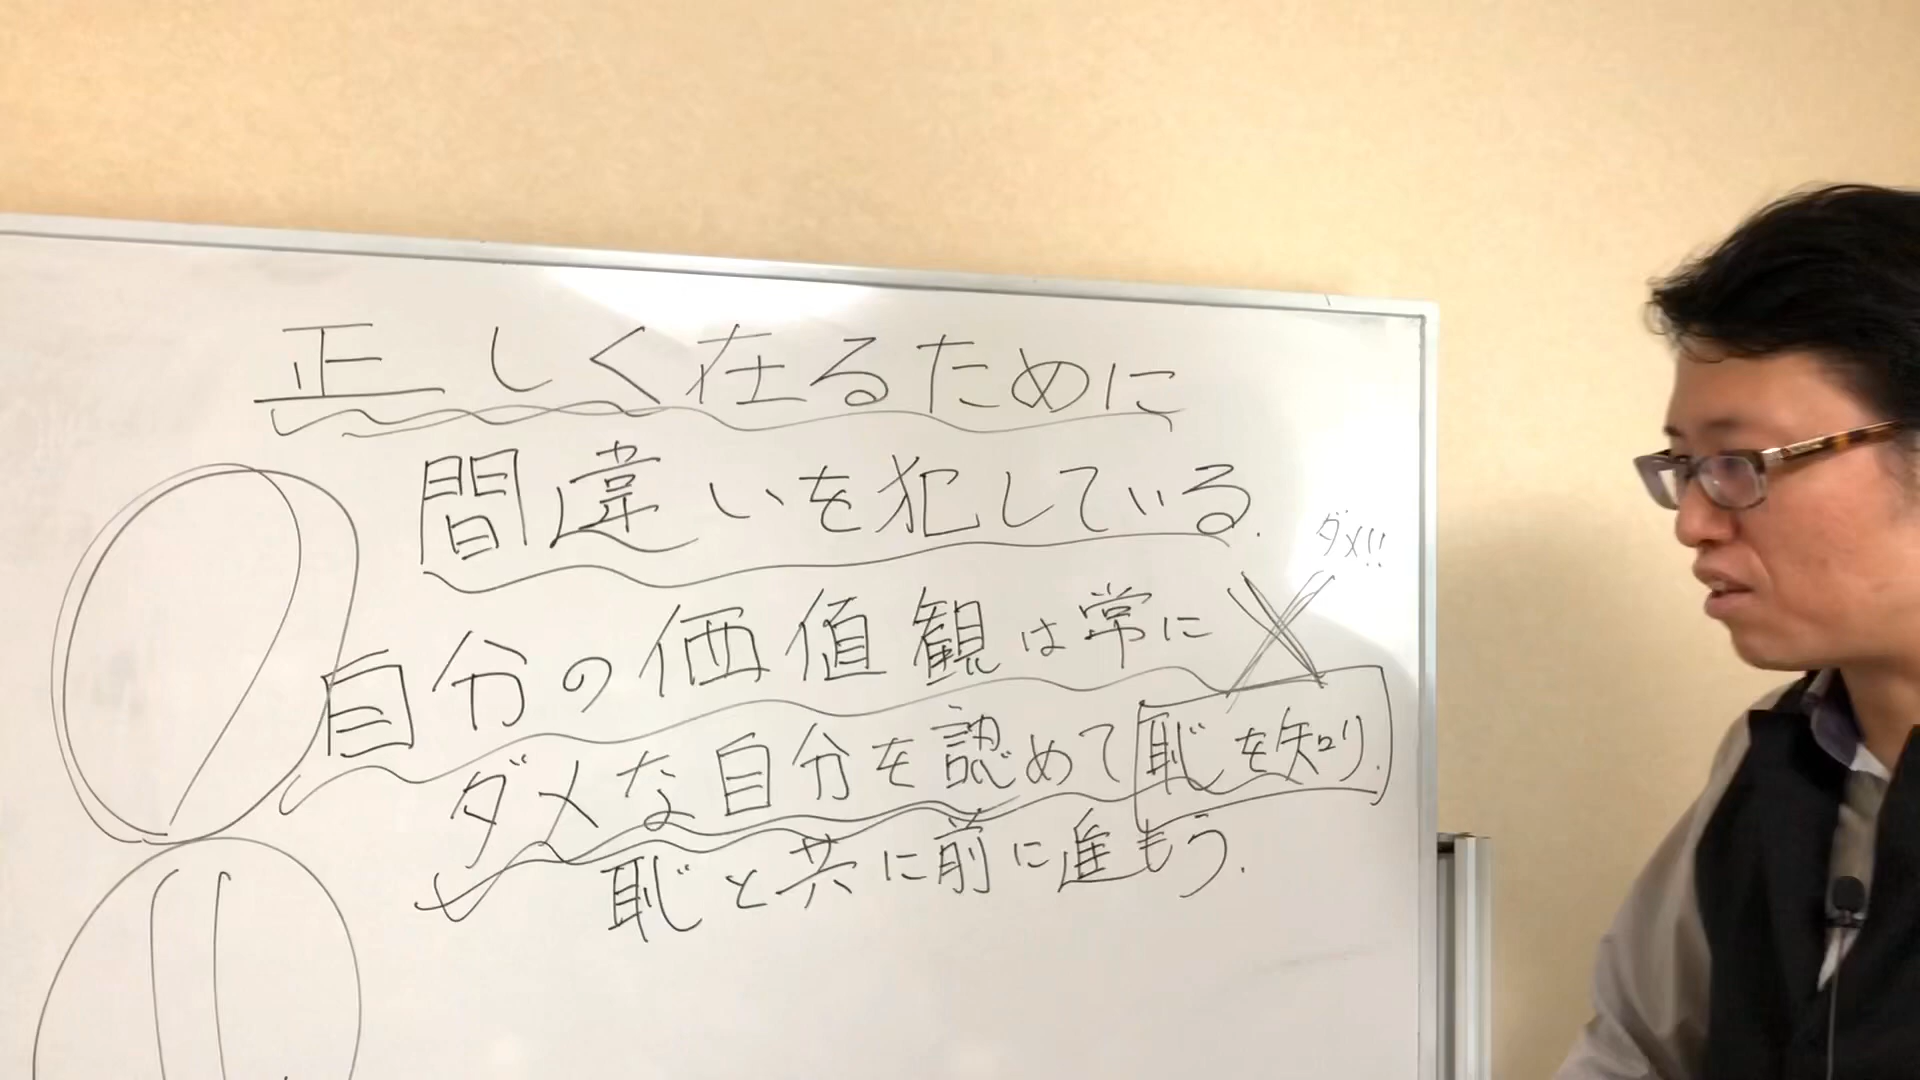 正しく在るために
間違いを犯している.
自分の価値観は常に
ダメ!!
ダメな自分を認めて恥を知り.
恥と共に前に進もう.